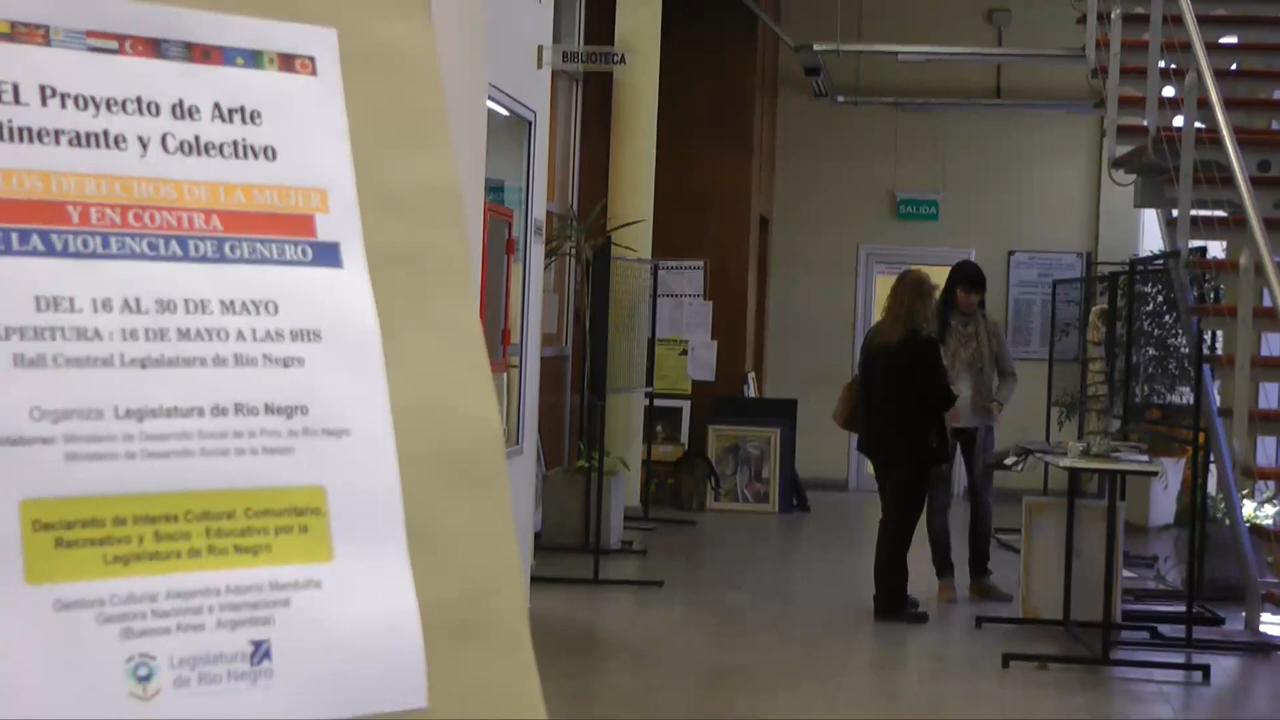 EL Proyecto de Arte
tinerante y Colectivo
LOS DERECHOS DE LA MUJER
Y EN CONTRA
E LA VIOLENCIA DE GENERO
DEL 16 AL 30 DE MAYO
APERTURA : 16 DE MAYO A LAS 9HS
Hall Central Legislatura de Rio Negro
Organiza: Legislatura de Rio Negro
Ministerio de Desarrollo Social de la Prov. de Rio Negro
Ministerio de Desarrollo Social de la Nación
Declarado de Interés Cultural, Comunitario,
Recreativo y Socio - Educativo por la
Legislatura de Rio Negro
Gestora Cultural: Alejandra
Gestora Nacional e Internacional
(Buenos Aires , Argentina)
Legislatura
de Río Negro
BIBLIOTECA
SALIDA